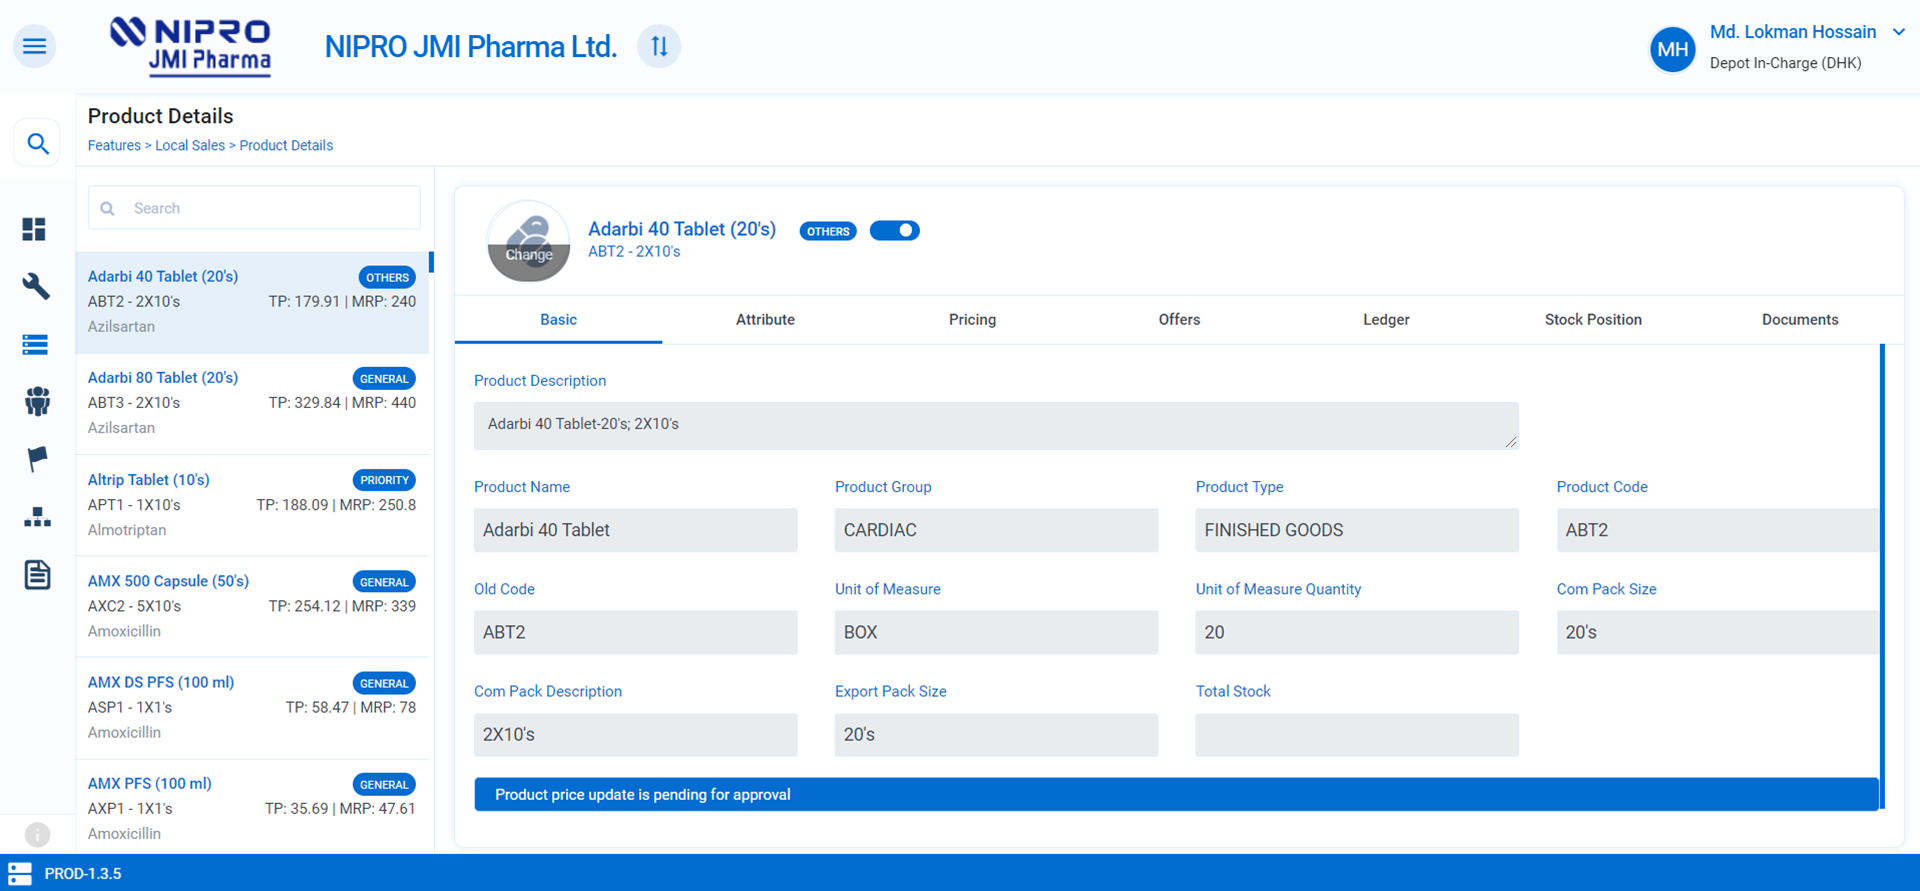 NIPRO
JMI Pharma
NIPRO JMI Pharma Ltd.
MH
Md. Lokman Hossain
Depot In-Charge (DHK)
Product Details
Features > Local Sales > Product Details
Search
Adarbi 40 Tablet (20's)
OTHERS
ABT2 - 2X10's
TP: 179.91 | MRP: 240
Azilsartan
Adarbi 80 Tablet (20's)
GENERAL
ABT3 - 2X10's
TP: 329.84 | MRP: 440
Azilsartan
Altrip Tablet (10's)
PRIORITY
APT1 - 1X10's
TP: 188.09 | MRP: 250.8
Almotriptan
AMX 500 Capsule (50's)
GENERAL
AXC2 - 5X10's
TP: 254.12 | MRP: 339
Amoxicillin
AMX DS PFS (100 ml)
GENERAL
ASP1 - 1X1's
TP: 58.47 | MRP: 78
Amoxicillin
AMX PFS (100 ml)
GENERAL
AXP1 - 1X1's
TP: 35.69 | MRP: 47.61
Amoxicillin
Change
Adarbi 40 Tablet (20's)
OTHERS
ABT2 - 2X10's
Basic
Attribute
Pricing
Offers
Ledger
Stock Position
Documents
Product Description
Adarbi 40 Tablet-20's; 2X10's
Product Name
Product Group
Product Type
Product Code
Adarbi 40 Tablet
CARDIAC
FINISHED GOODS
ABT2
Old Code
Unit of Measure
Unit of Measure Quantity
Com Pack Size
ABT2
BOX
20
20's
Com Pack Description
Export Pack Size
Total Stock
2X10's
20's
Product price update is pending for approval
PROD-1.3.5